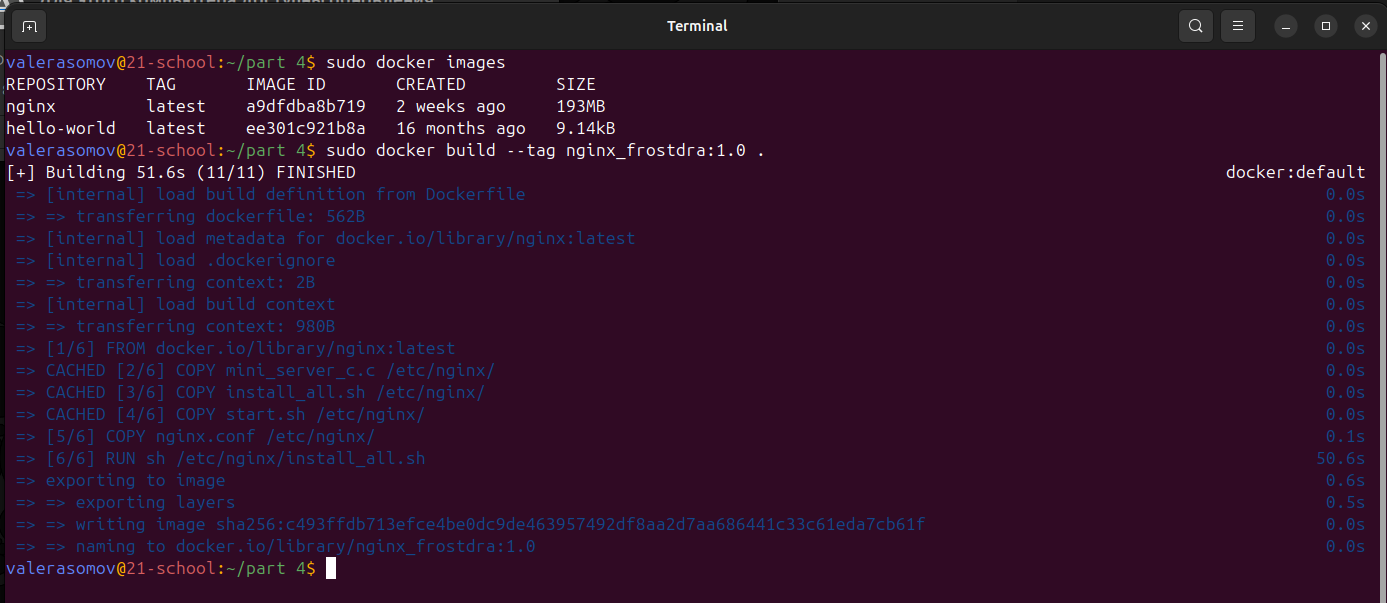 Terminal
valerasomov@21-school:~/part 4$ sudo docker images
REPOSITORY    TAG       IMAGE ID       CREATED         SIZE
nginx         latest    a9dfdba8b719   2 weeks ago     193MB
hello-world   latest    ee301c921b8a   16 months ago   9.14kB
valerasomov@21-school:~/part 4$ sudo docker build --tag nginx_frostdra:1.0 .
[+] Building 51.6s (11/11) FINISHED docker:default
=> [internal] load build definition from Dockerfile 0.0s
=> => transferring dockerfile: 562B 0.0s
=> [internal] load metadata for docker.io/library/nginx:latest 0.0s
=> [internal] load .dockerignore 0.0s
=> => transferring context: 2B 0.0s
=> [internal] load build context 0.0s
=> => transferring context: 980B 0.0s
=> [1/6] FROM docker.io/library/nginx:latest 0.0s
=> CACHED [2/6] COPY mini_server_c.c /etc/nginx/ 0.0s
=> CACHED [3/6] COPY install_all.sh /etc/nginx/ 0.0s
=> CACHED [4/6] COPY start.sh /etc/nginx/ 0.0s
=> [5/6] COPY nginx.conf /etc/nginx/ 0.1s
=> [6/6] RUN sh /etc/nginx/install_all.sh 50.6s
=> exporting to image 0.6s
=> => exporting layers 0.5s
=> => writing image sha256:c493ffdb713efce4be0dc9de463957492df8aa2d7aa686441c33c61eda7cb61f 0.0s
=> => naming to docker.io/library/nginx_frostdra:1.0 0.0s
valerasomov@21-school:~/part 4$